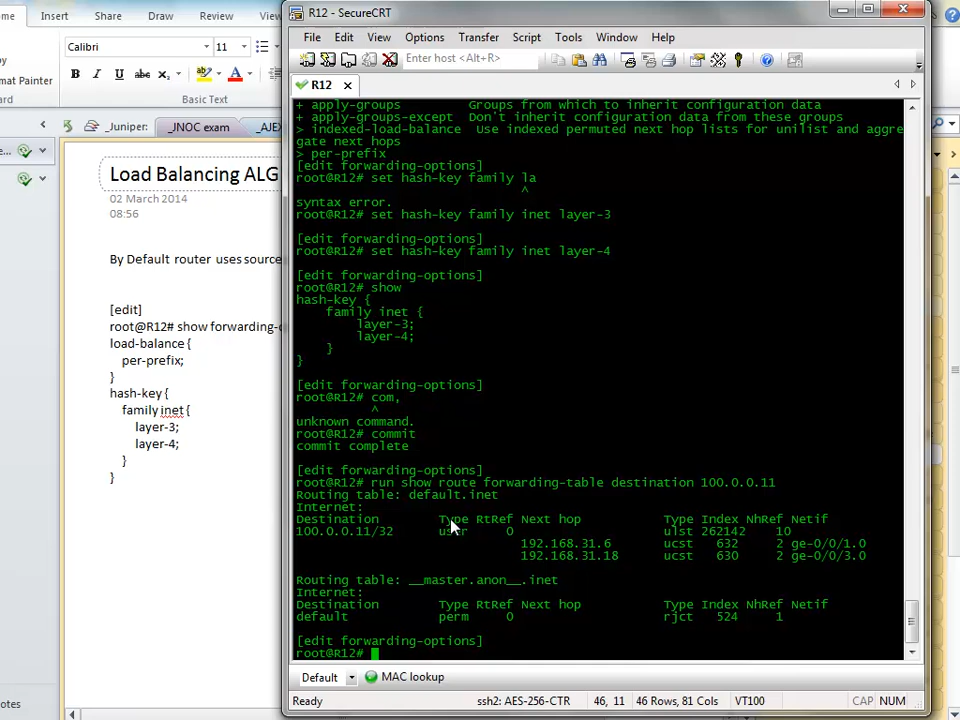 ome Insert Share Draw Review Vie
Calibri 11
B I U abc x₂ A
py
mat Painter
ard
Basic Text
_Juniper: _JNOC exam _AJEX
e...
Load Balancing ALG
02 March 2014
08:56
By Default router uses source
[edit]
root@R12# show forwarding-o
load-balance {
per-prefix;
}
hash-key {
family inet {
layer-3;
layer-4;
}
}
otes
R12 - SecureCRT
File Edit View Options Transfer Script Tools Window Help
Enter host <Alt+R>
R12
+ apply-groups Groups from which to inherit configuration data
+ apply-groups-except Don't inherit configuration data from these groups
> indexed-load-balance Use indexed permuted next hop lists for unilist and aggre
gate next hops
> per-prefix
[edit forwarding-options]
root@R12# set hash-key family la
^
syntax error.
root@R12# set hash-key family inet layer-3
[edit forwarding-options]
root@R12# set hash-key family inet layer-4
[edit forwarding-options]
root@R12# show
hash-key {
family inet {
layer-3;
layer-4;
}
}
[edit forwarding-options]
root@R12# com,
^
unknown command.
root@R12# commit
commit complete
[edit forwarding-options]
root@R12# run show route forwarding-table destination 100.0.0.11
Routing table: default.inet
Internet:
Destination Type RtRef Next hop Type Index NhRef Netif
100.0.0.11/32 user 0 ulst 262142 10
192.168.31.6 ucst 632 2 ge-0/0/1.0
192.168.31.18 ucst 630 2 ge-0/0/3.0
Routing table: __master.anon__.inet
Internet:
Destination Type RtRef Next hop Type Index NhRef Netif
default perm 0 rjct 524 1
[edit forwarding-options]
root@R12#
Default MAC lookup
Ready ssh2: AES-256-CTR 46, 11 46 Rows, 81 Cols VT100 CAP NUM